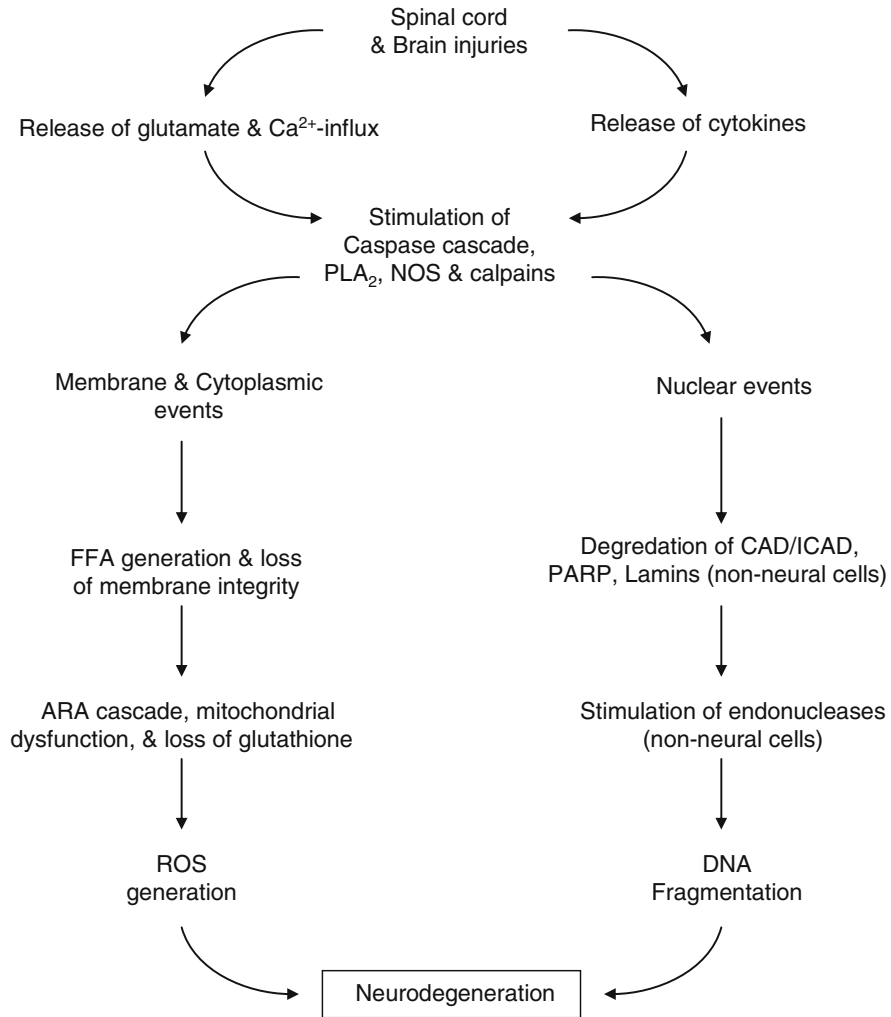 Spinal cord
& Brain injuries
Release of glutamate & Ca²⁺-influx
Release of cytokines
Stimulation of
Caspase cascade,
PLA₂, NOS & calpains
Membrane & Cytoplasmic
events
Nuclear events
FFA generation & loss
of membrane integrity
Degredation of CAD/ICAD,
PARP, Lamins (non-neural cells)
ARA cascade, mitochondrial
dysfunction, & loss of glutathione
Stimulation of endonucleases
(non-neural cells)
ROS
generation
DNA
Fragmentation
Neurodegeneration